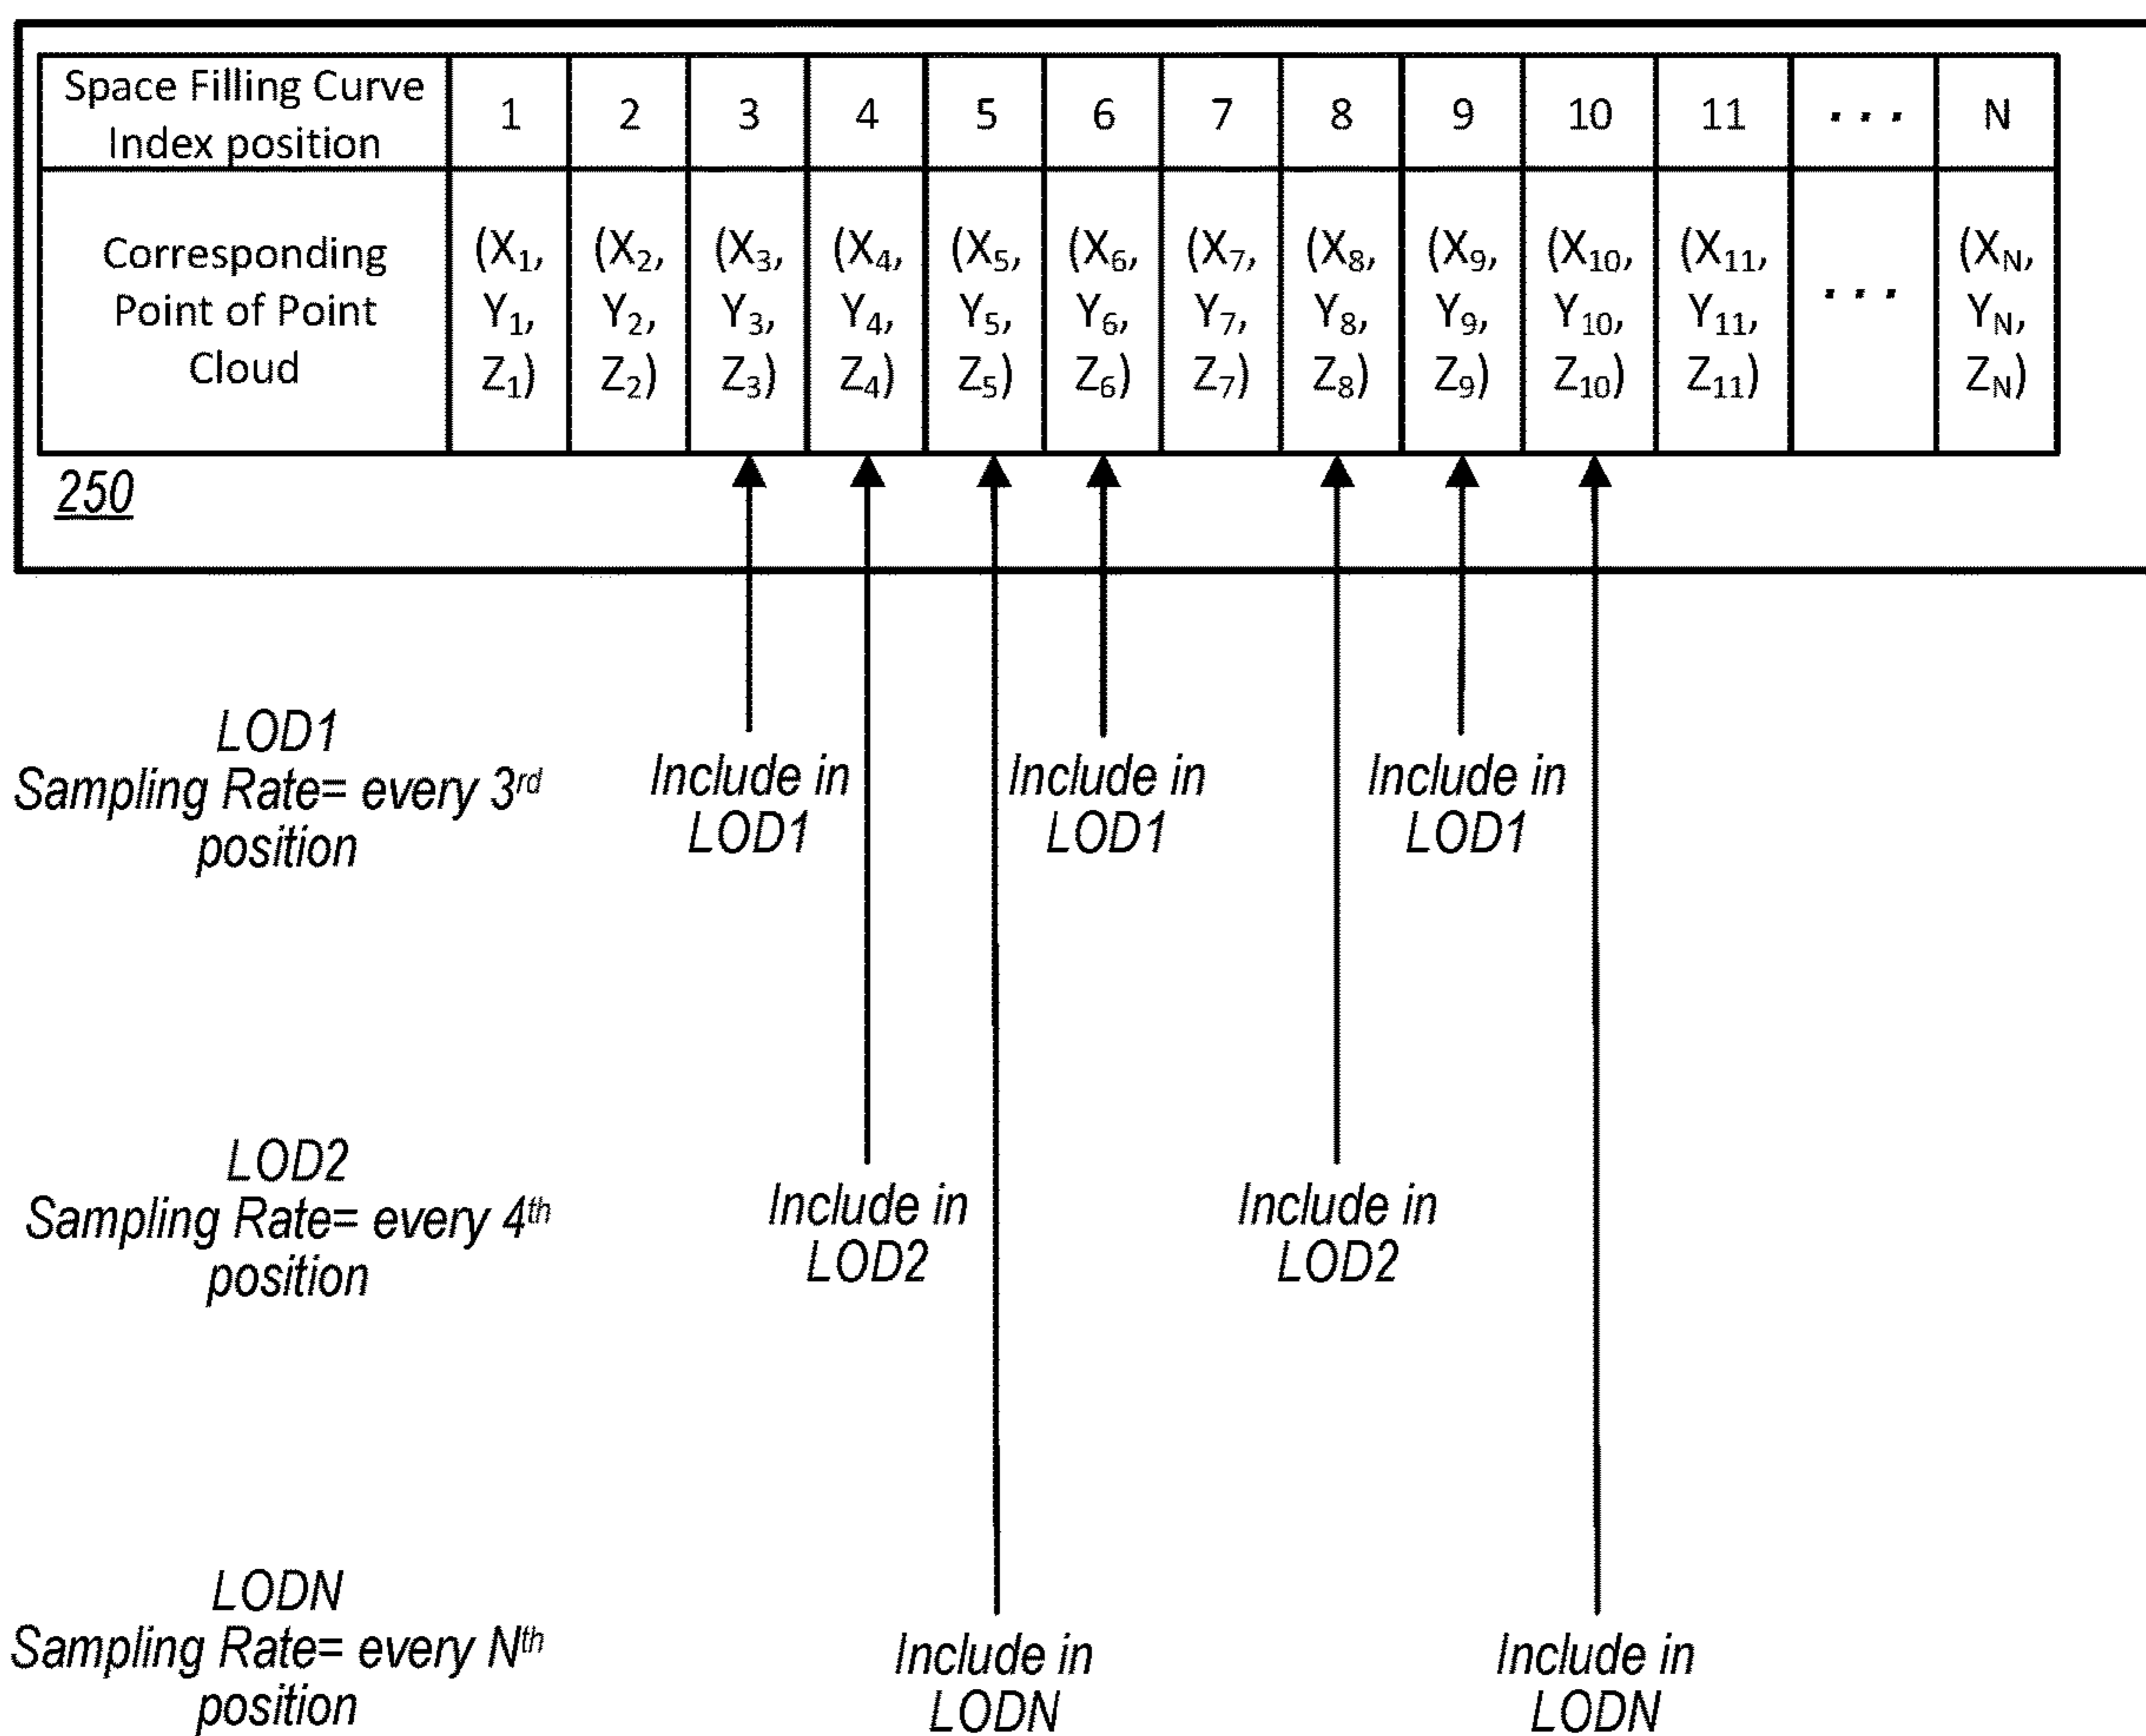 Space Filling Curve
Index position
1 2 3 4 5 6 7 8 9 10 11 ... N
Corresponding
Point of Point
Cloud
(X₁, (X₂, (X₃, (X₄, (X₅, (X₆, (X₇, (X₈, (X₉, (X₁₀, (X₁₁, ... (X_N,
Y₁, Y₂, Y₃, Y₄, Y₅, Y₆, Y₇, Y₈, Y₉, Y₁₀, Y₁₁, Y_N,
Z₁) Z₂) Z₃) Z₄) Z₅) Z₆) Z₇) Z₈) Z₉) Z₁₀) Z₁₁) Z_N)
250
LOD1
Sampling Rate= every 3rd
position
Include in
LOD1
Include in
LOD1
Include in
LOD1
LOD2
Sampling Rate= every 4th
position
Include in
LOD2
Include in
LOD2
LODN
Sampling Rate= every Nth
position
Include in
LODN
Include in
LODN